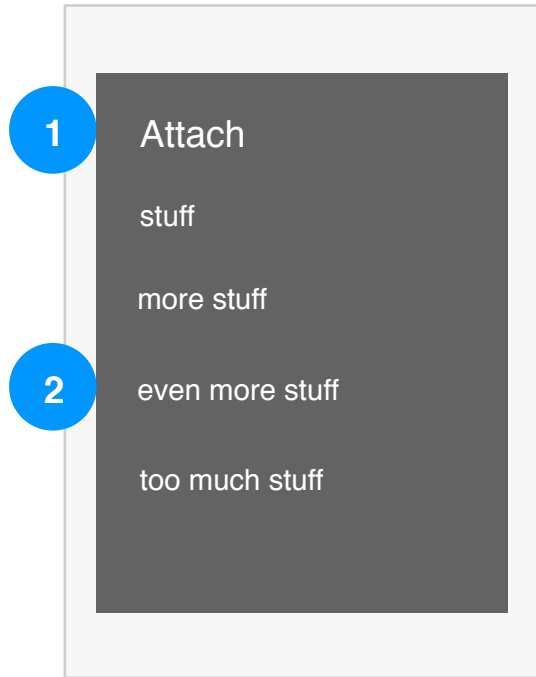 1 Attach
stuff
more stuff
2 even more stuff
too much stuff